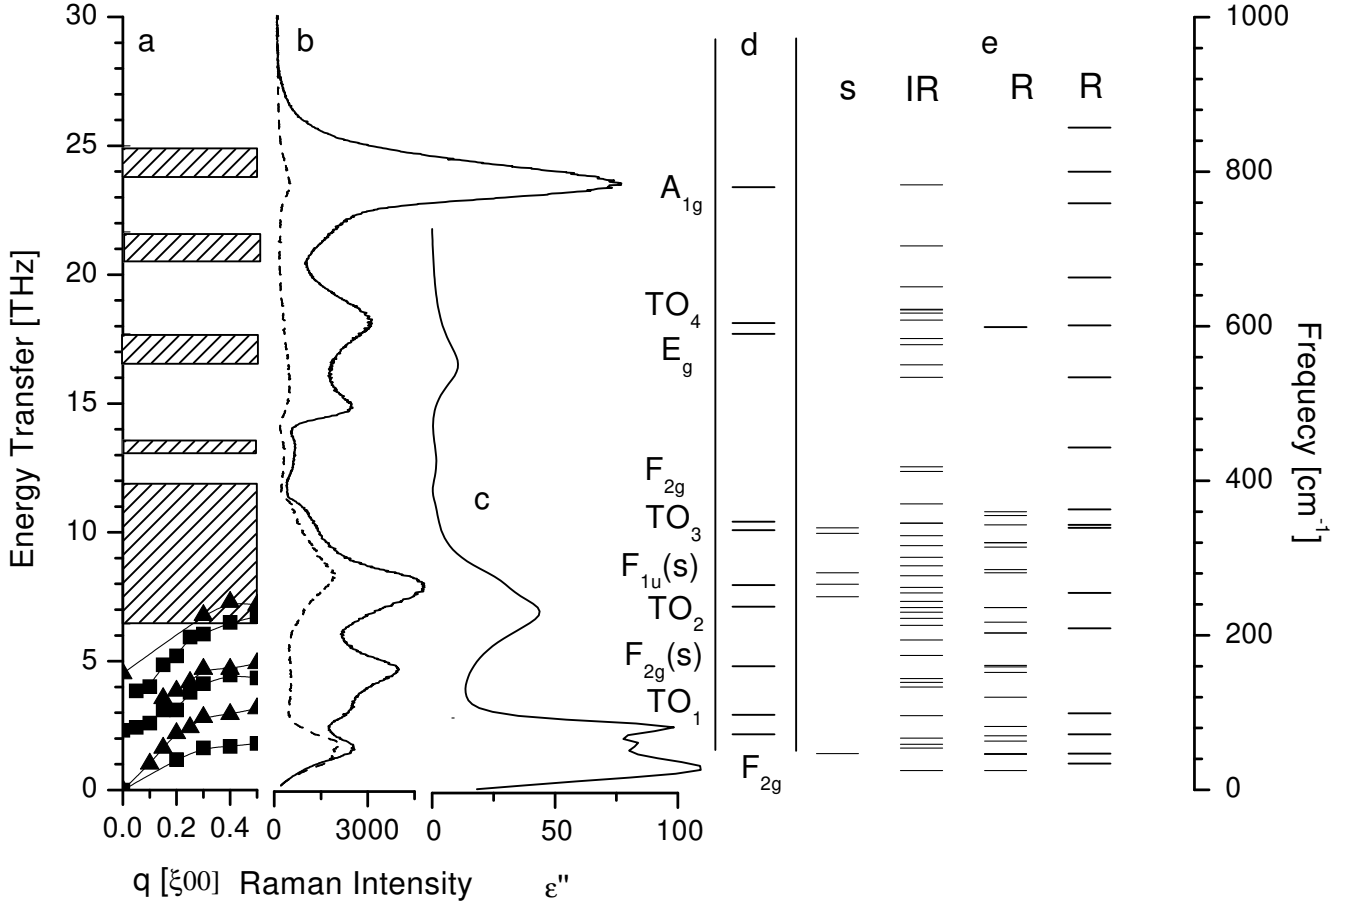 30
25
20
15
10
5
0
Energy Transfer [THz]
a
b
c
d
e
s
IR
R
R
A1g
TO4
Eg
F2g
TO3
F1u(s)
TO2
F2g(s)
TO1
F2g
1000
800
600
400
200
0
Frequecy [cm-1]
0.0 0.2 0.4
0 3000
0 50 100
q [ξ00]
Raman Intensity
ε"